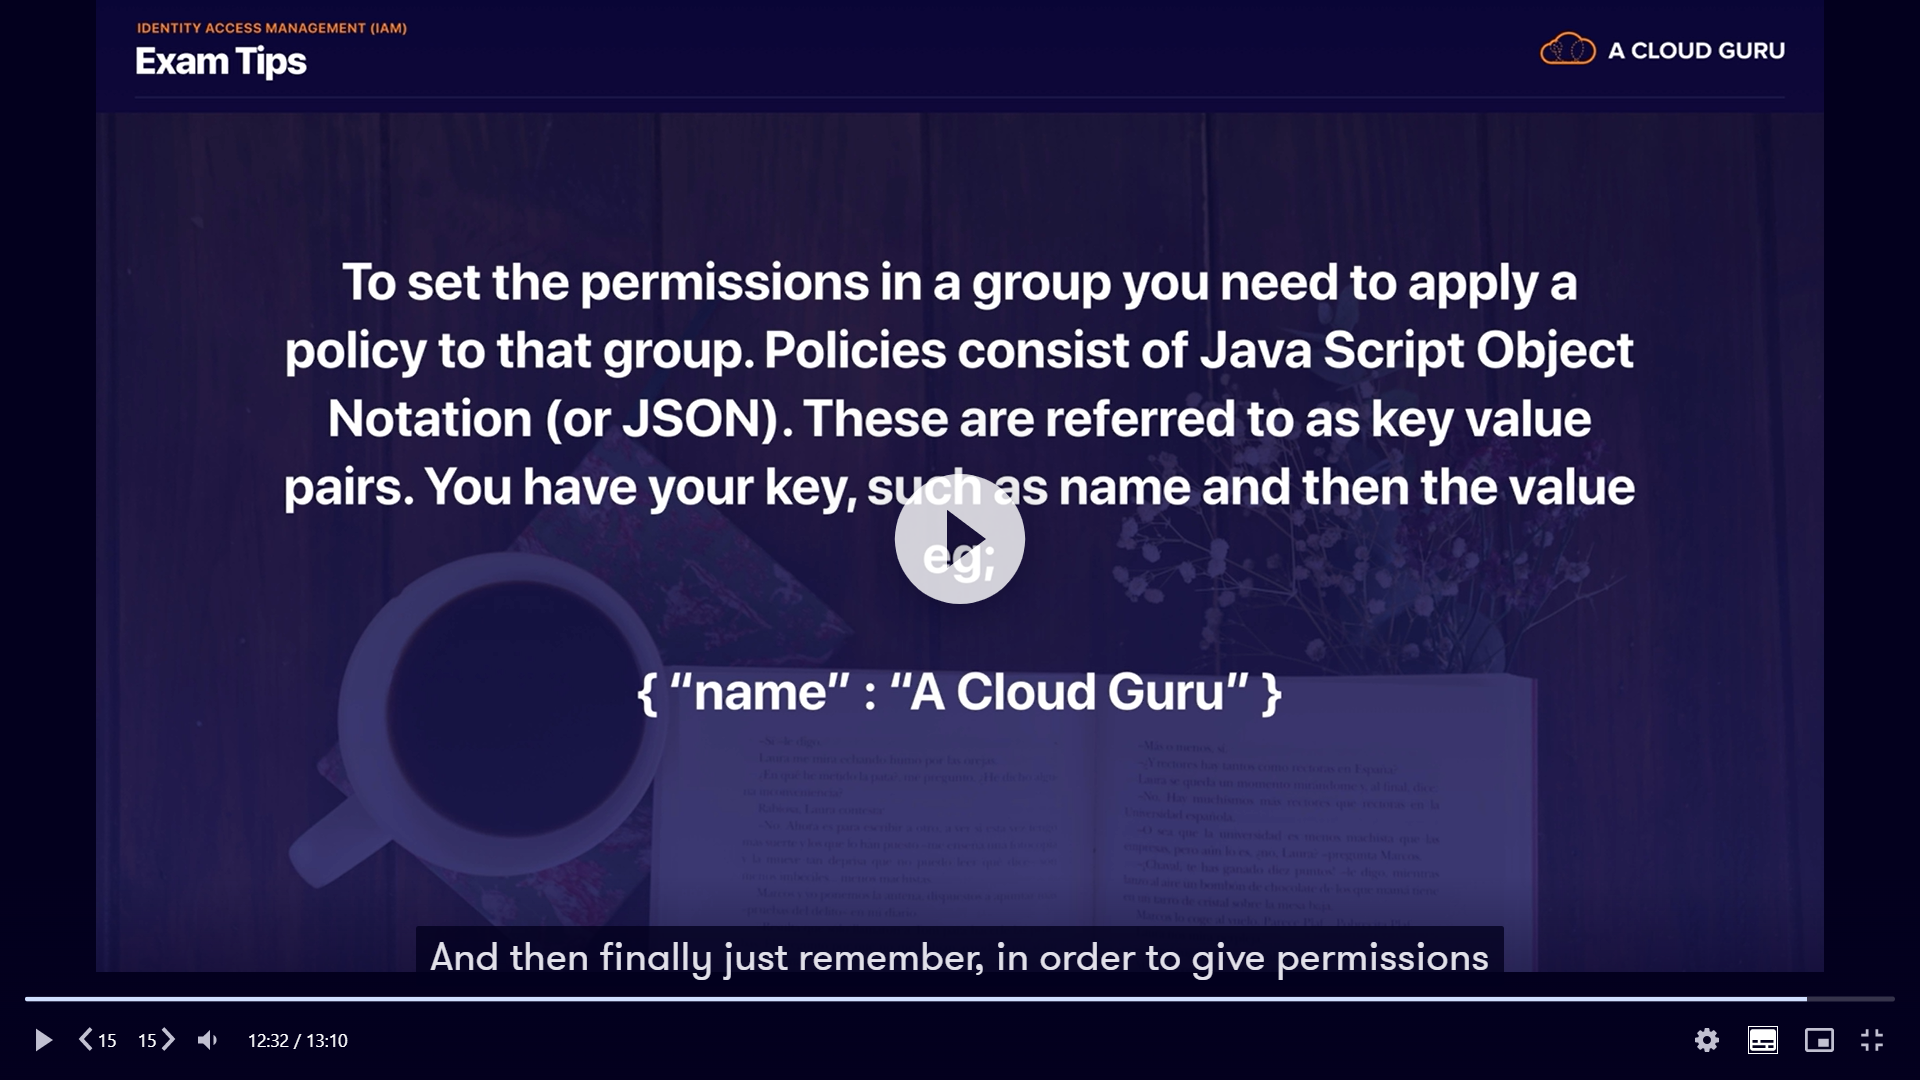 IDENTITY ACCESS MANAGEMENT (IAM)
Exam Tips
A CLOUD GURU
To set the permissions in a group you need to apply a
policy to that group. Policies consist of Java Script Object
Notation (or JSON). These are referred to as key value
pairs. You have your key, such as name and then the value
eg;
{ “name” : “A Cloud Guru” }
And then finally just remember, in order to give permissions
15 15 12:32 / 13:10